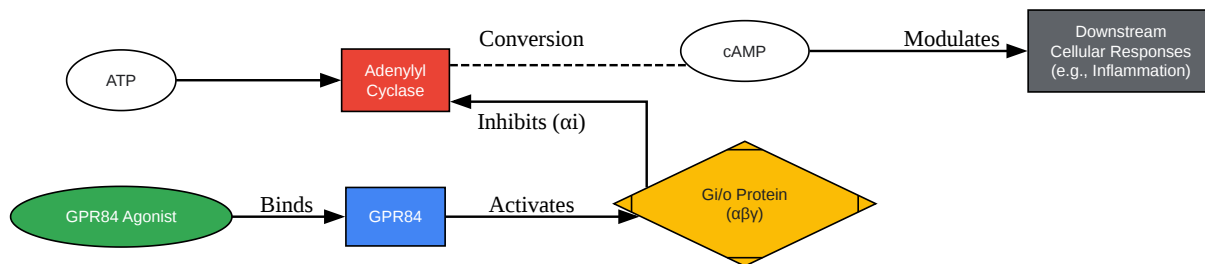 Conversion
Modulates
Downstream
Cellular Responses
(e.g., Inflammation)
ATP
Adenylyl
Cyclase
cAMP
Inhibits (αi)
GPR84 Agonist
Binds
GPR84
Activates
Gi/o Protein
(αβγ)